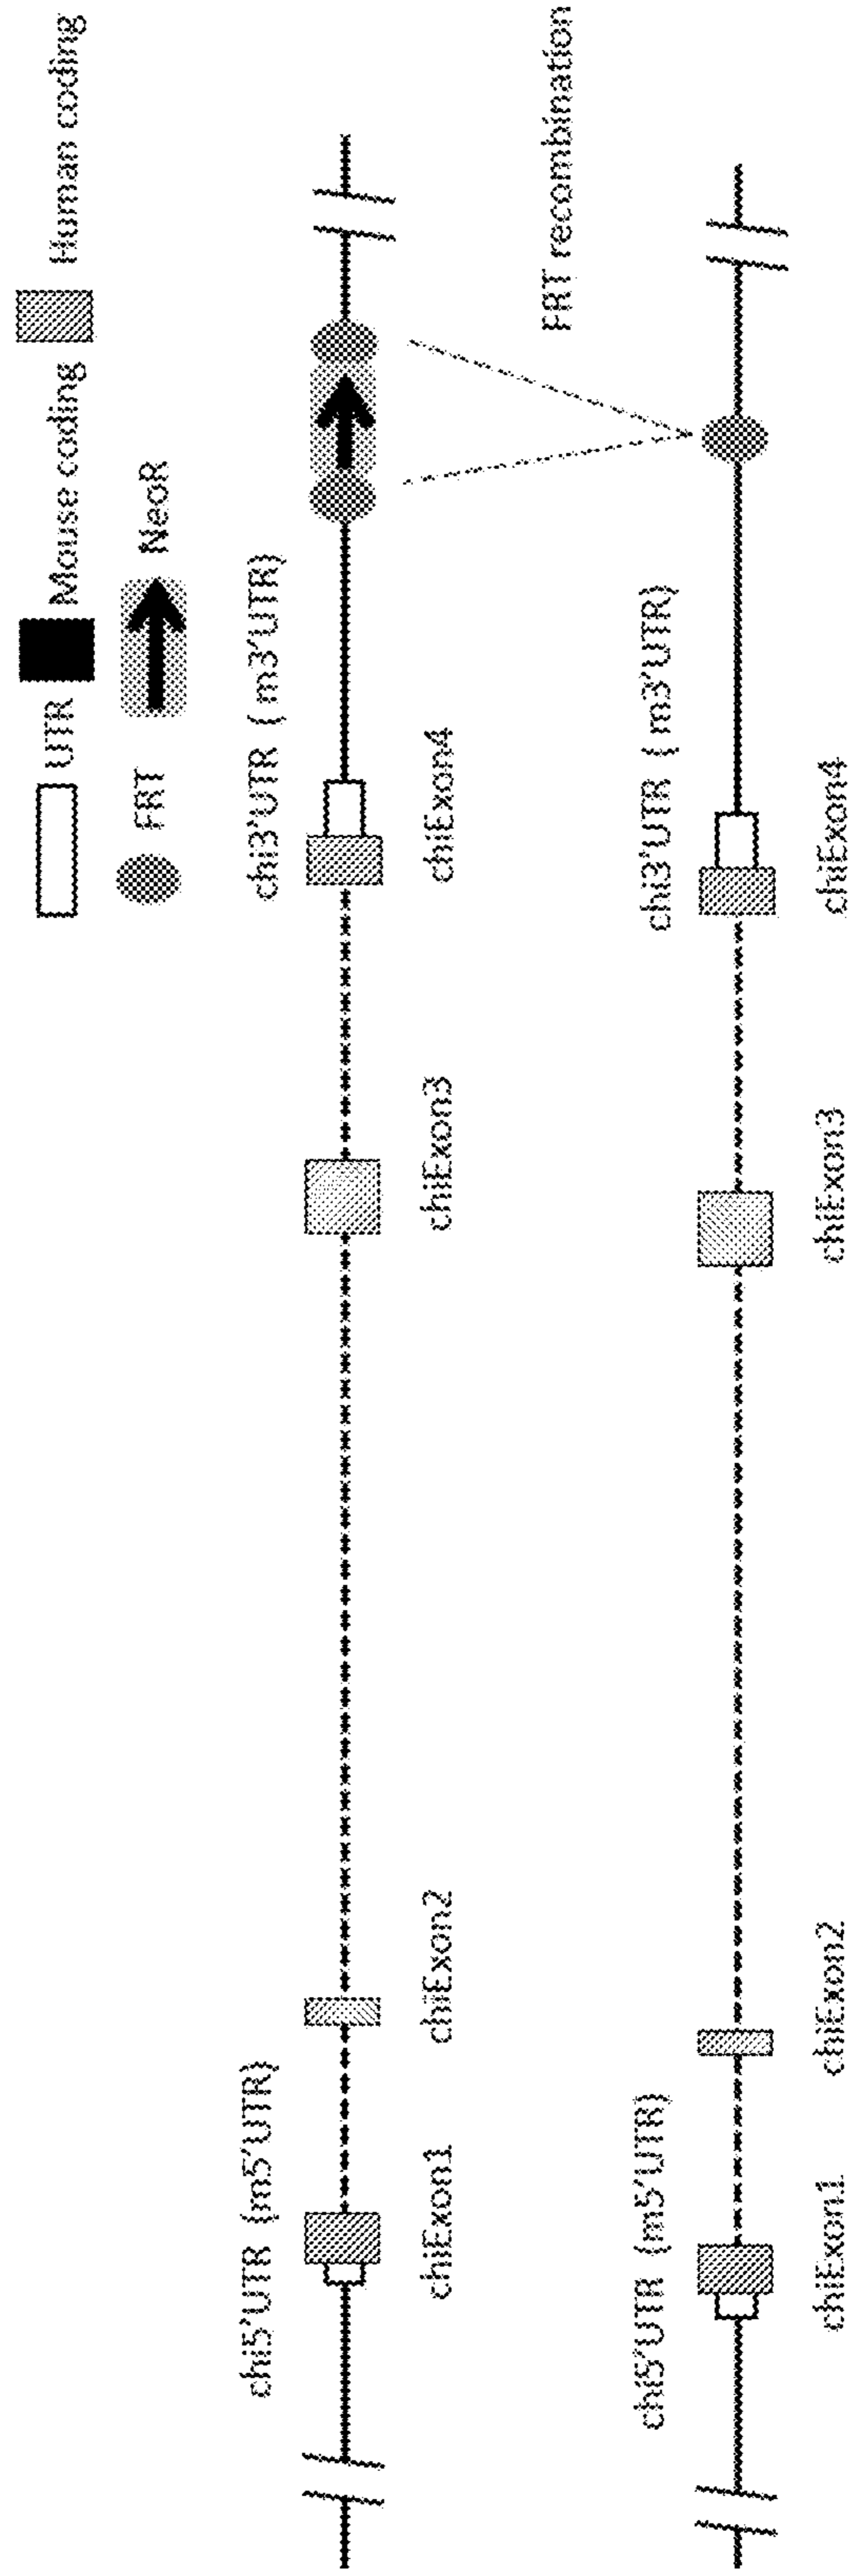 UTR Mouse coding Human coding
FRT NeoR
chi5'UTR (m5'UTR) chi3'UTR ( m3'UTR)
chiExon1 chiExon2 chiExon3 chiExon4
FRT recombination
chi5'UTR (m5'UTR) chi3'UTR ( m3'UTR)
chiExon1 chiExon2 chiExon3 chiExon4